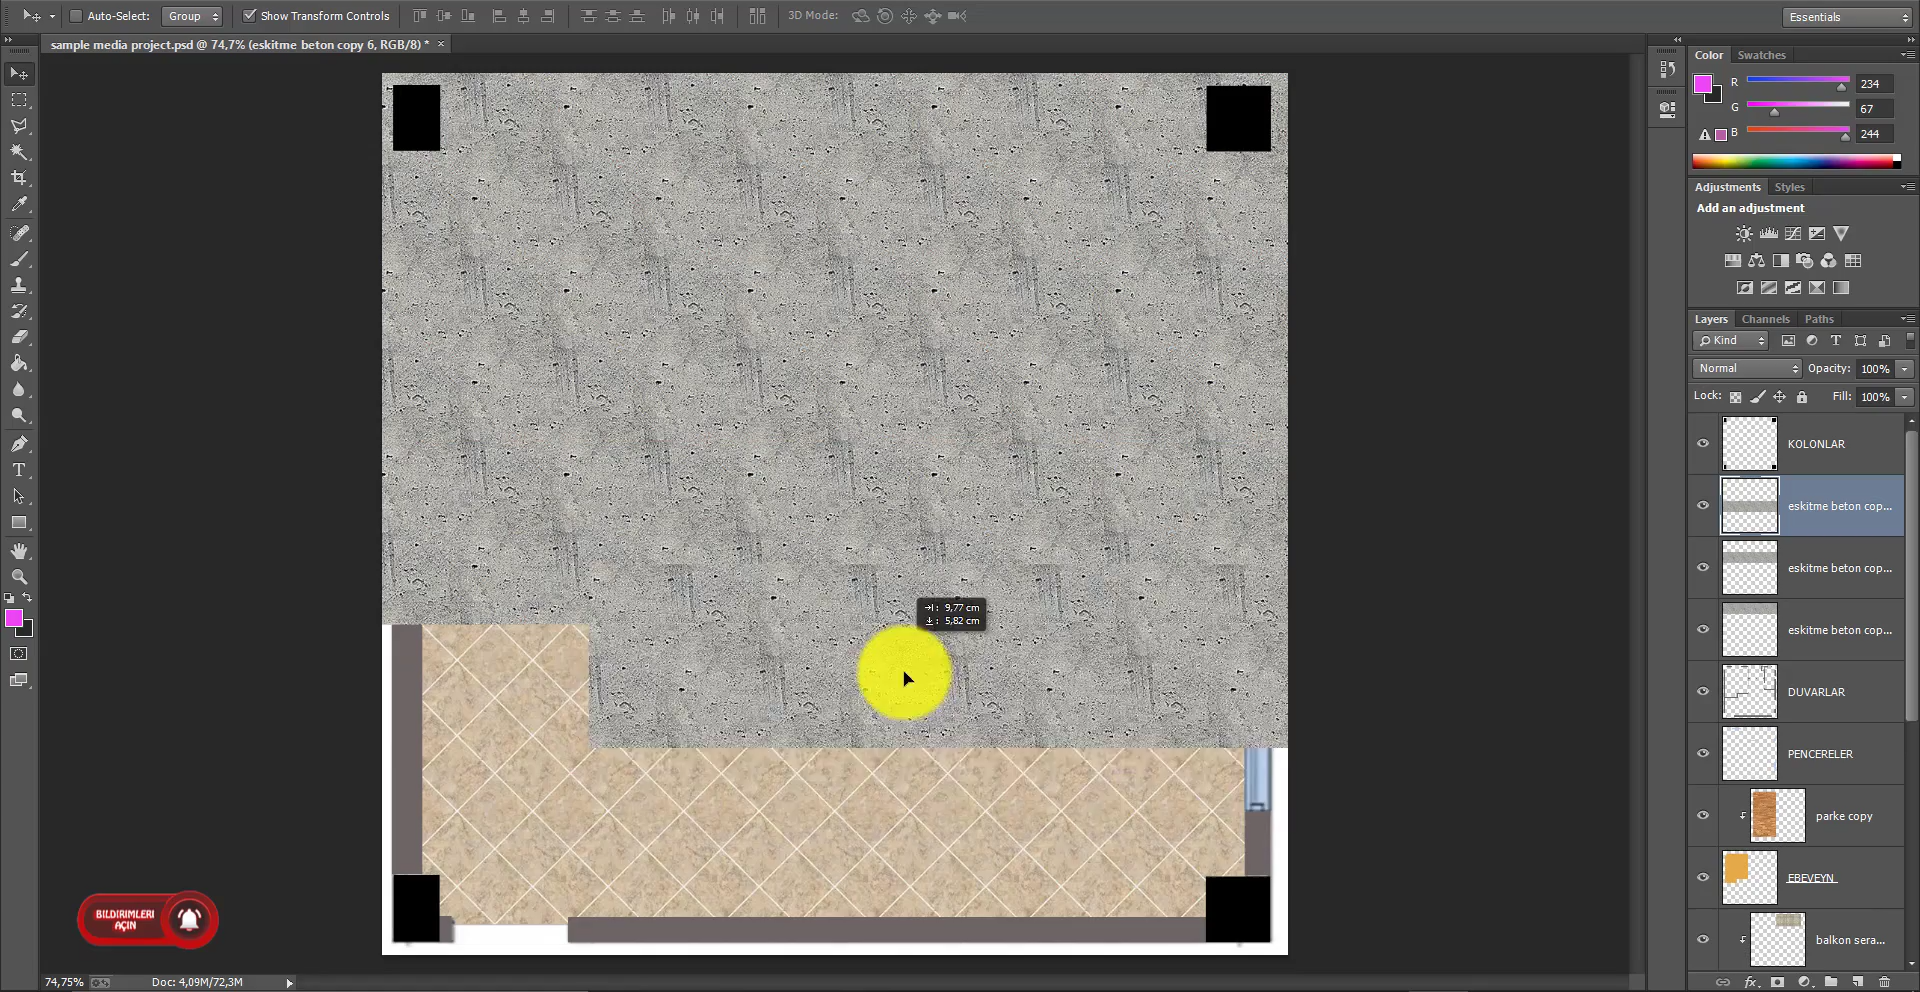 Auto-Select: Group Show Transform Controls 3D Mode: Essentials
sample media project.psd @ 74,7% (eskitme beton copy 6, RGB/8) * ×
Color Swatches
R 234
G 67
B 244
Adjustments Styles
Add an adjustment
Layers Channels Paths
Kind
Normal Opacity: 100%
Lock: Fill: 100%
KOLONLAR
eskitme beton cop...
eskitme beton cop...
eskitme beton cop...
DUVARLAR
PENCERELER
parke copy
EBEVEYN
balkon sera...
9,77 cm
5,82 cm
BILDIRIMLERI
AÇIN
74,75% Doc: 4,09M/72,3M